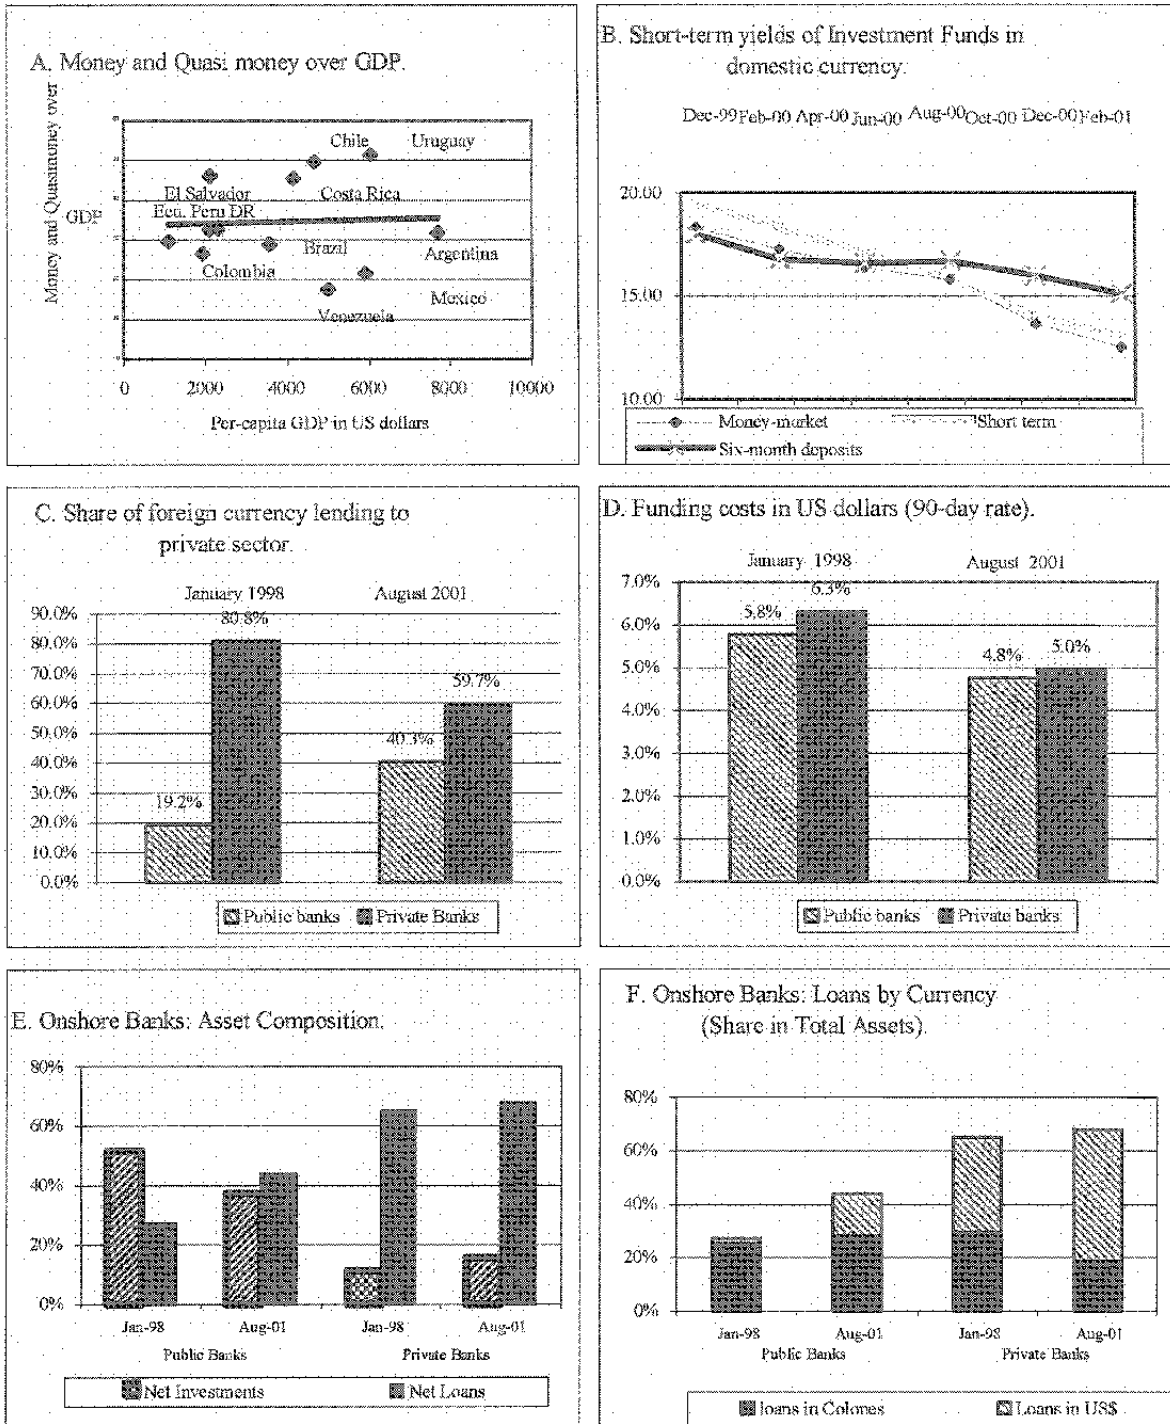 A. Money and Quasi money over GDP.
Money and Quasimoney over
GDP
Chile Uruguay
El Salvador Costa Rica
Ecu. Peru DR
Brazil
Argentina
Colombia
Mexico
Venezuela
0 2000 4000 6000 8000 10000
Per-capita GDP in US dollars
B. Short-term yields of Investment Funds in
domestic currency.
Dec-99 Feb-00 Apr-00 Jun-00 Aug-00 Oct-00 Dec-00 Feb-01
20.00
15.00
10.00
Money-market Short term
Six-month deposits
C. Share of foreign currency lending to
private sector.
January 1998 August 2001
90.0%
80.0%
70.0%
60.0%
50.0%
40.0%
30.0%
20.0%
10.0%
0.0%
80.8%
59.7%
40.3%
19.2%
Public banks Private Banks
D. Funding costs in US dollars (90-day rate).
January 1998 August 2001
7.0%
6.0%
5.0%
4.0%
3.0%
2.0%
1.0%
0.0%
6.3%
5.8%
4.8% 5.0%
Public banks Private banks
E. Onshore Banks: Asset Composition.
80%
60%
40%
20%
0%
Jan-98 Aug-01 Jan-98 Aug-01
Public Banks Private Banks
Net Investments Net Loans
F. Onshore Banks: Loans by Currency
(Share in Total Assets).
80%
60%
40%
20%
0%
Jan-98 Aug-01 Jan-98 Aug-01
Public Banks Private Banks
loans in Colones Loans in US$